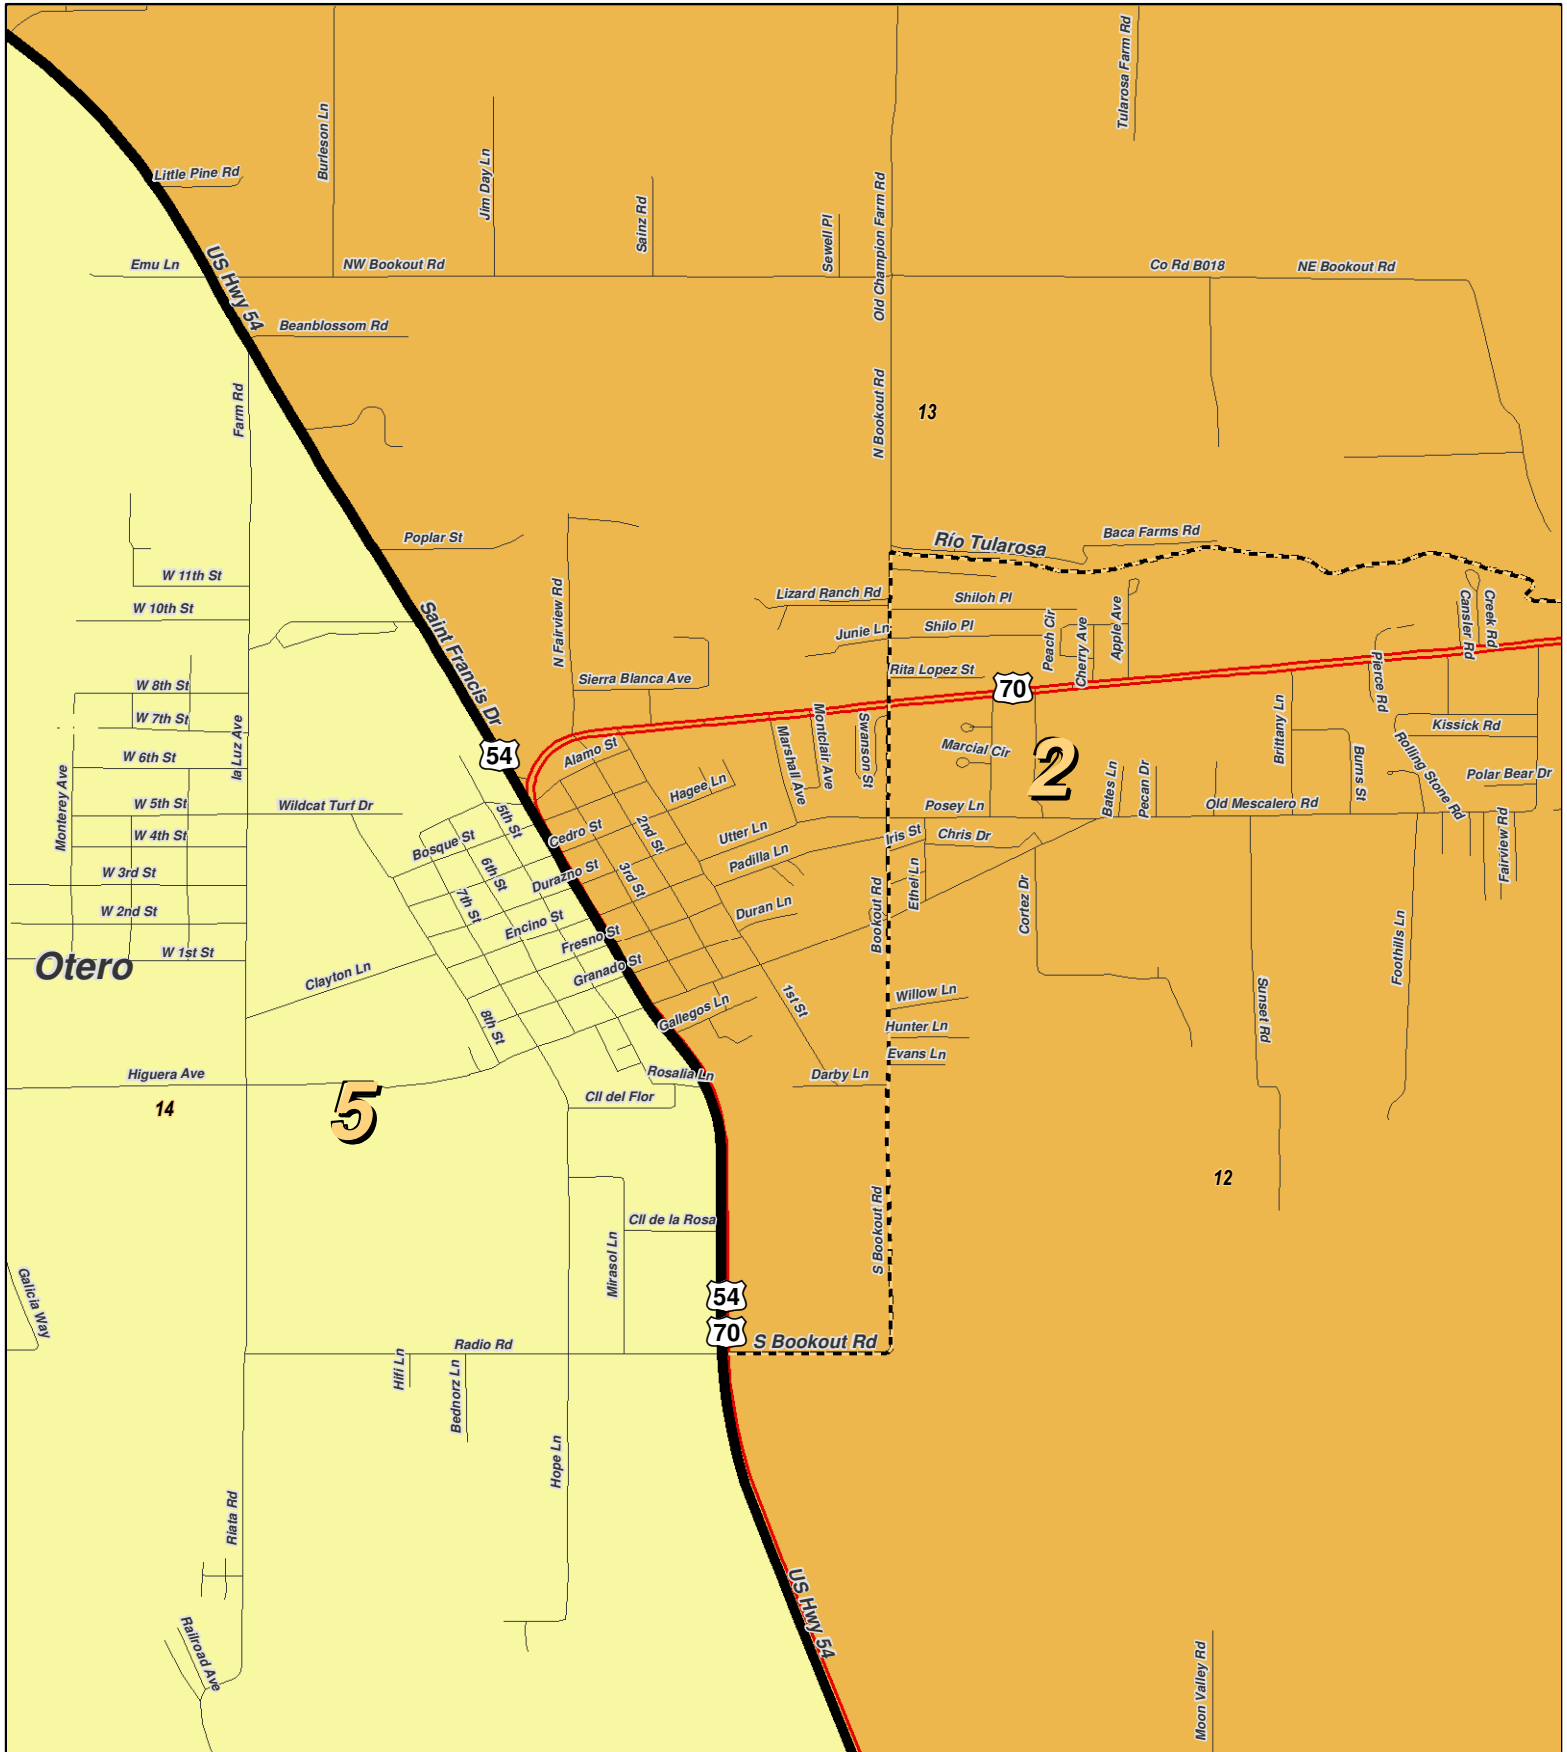 Tularosa Farm Rd
Burleson Ln
Jim Day Ln
Little Pine Rd
Sainz Rd
Sewell Pl
Old Champion Farm Rd
Emu Ln
US Hwy 54
NW Bookout Rd
Co Rd B018
NE Bookout Rd
Beanblossom Rd
Farm Rd
N Bookout Rd
13
Poplar St
Río Tularosa
Baca Farms Rd
W 11th St
W 10th St
Saint Francis Dr
N Fairview Rd
Lizard Ranch Rd
Shiloh Pl
Junie Ln
Shilo Pl
Peach Cir
Cherry Ave
Apple Ave
Cansler Rd
Creek Rd
Rita Lopez St
Pierce Rd
W 8th St
Sierra Blanca Ave
70
W 7th St
la Luz Ave
54
Alamo St
Marshall Ave
Montclair Ave
Swanson St
Marcial Cir
2
Brittany Ln
Kissick Rd
W 6th St
Monterey Ave
Hagee Ln
Bates Ln
Pecan Dr
Burns St
Rolling Stone Rd
Polar Bear Dr
W 5th St
Wildcat Turf Dr
5th St
Posey Ln
Old Mescalero Rd
W 4th St
Bosque St
Cedro St
2nd St
Utter Ln
Iris St
Chris Dr
Fairview Rd
W 3rd St
6th St
Durazno St
3rd St
Padilla Ln
Ethel Ln
W 2nd St
7th St
Encino St
Duran Ln
Bookout Rd
Cortez Dr
Foothills Ln
W 1st St
Fresno St
Otero
Clayton Ln
Granado St
8th St
Gallegos Ln
1st St
Willow Ln
Sunset Rd
Hunter Ln
Evans Ln
Higuera Ave
Rosalia Ln
Darby Ln
14
5
Cll del Flor
12
Cll de la Rosa
Mirasol Ln
S Bookout Rd
Galicia Way
54
70
S Bookout Rd
Radio Rd
Hifi Ln
Bednorz Ln
Hope Ln
Riata Rd
US Hwy 54
Railroad Ave
Moon Valley Rd